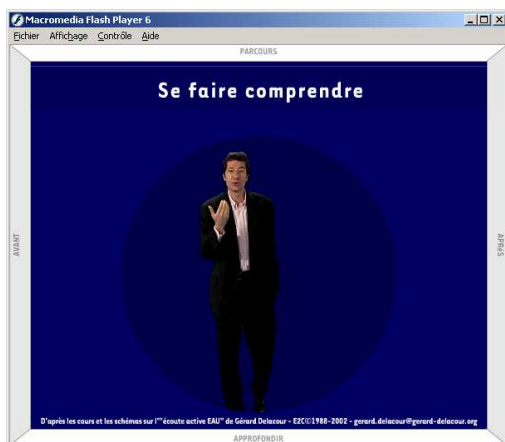 Macromedia Flash Player 6
Fichier Affichage Contrôle Aide
PARCOURS
Se faire comprendre
AVANT
APRÈS
D'après les cours et les schémas sur l'"écoute active EAU" de Gérard Delacour - E2C©1988-2002 - gerard.delacour@gerard-delacour.org
APPROFONDIR